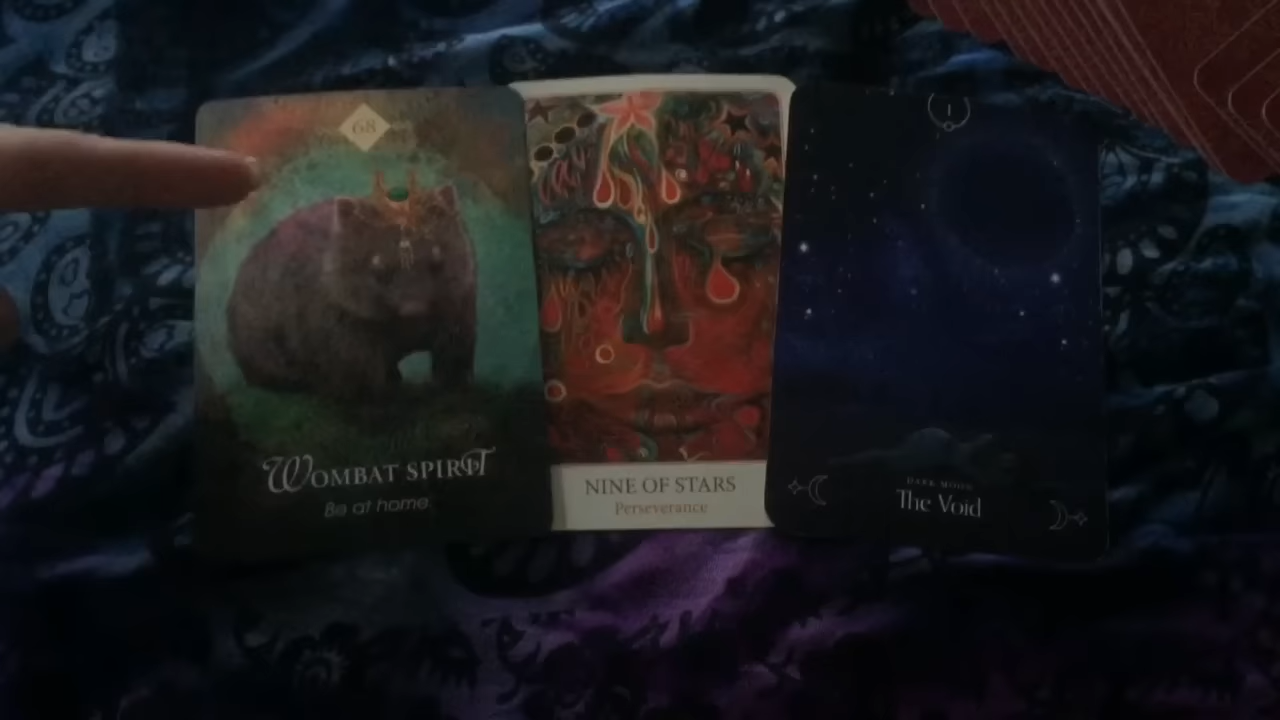 68
WOMBAT SPIRIT
Be at home.
NINE OF STARS
Perseverance
DARK MOON
The Void